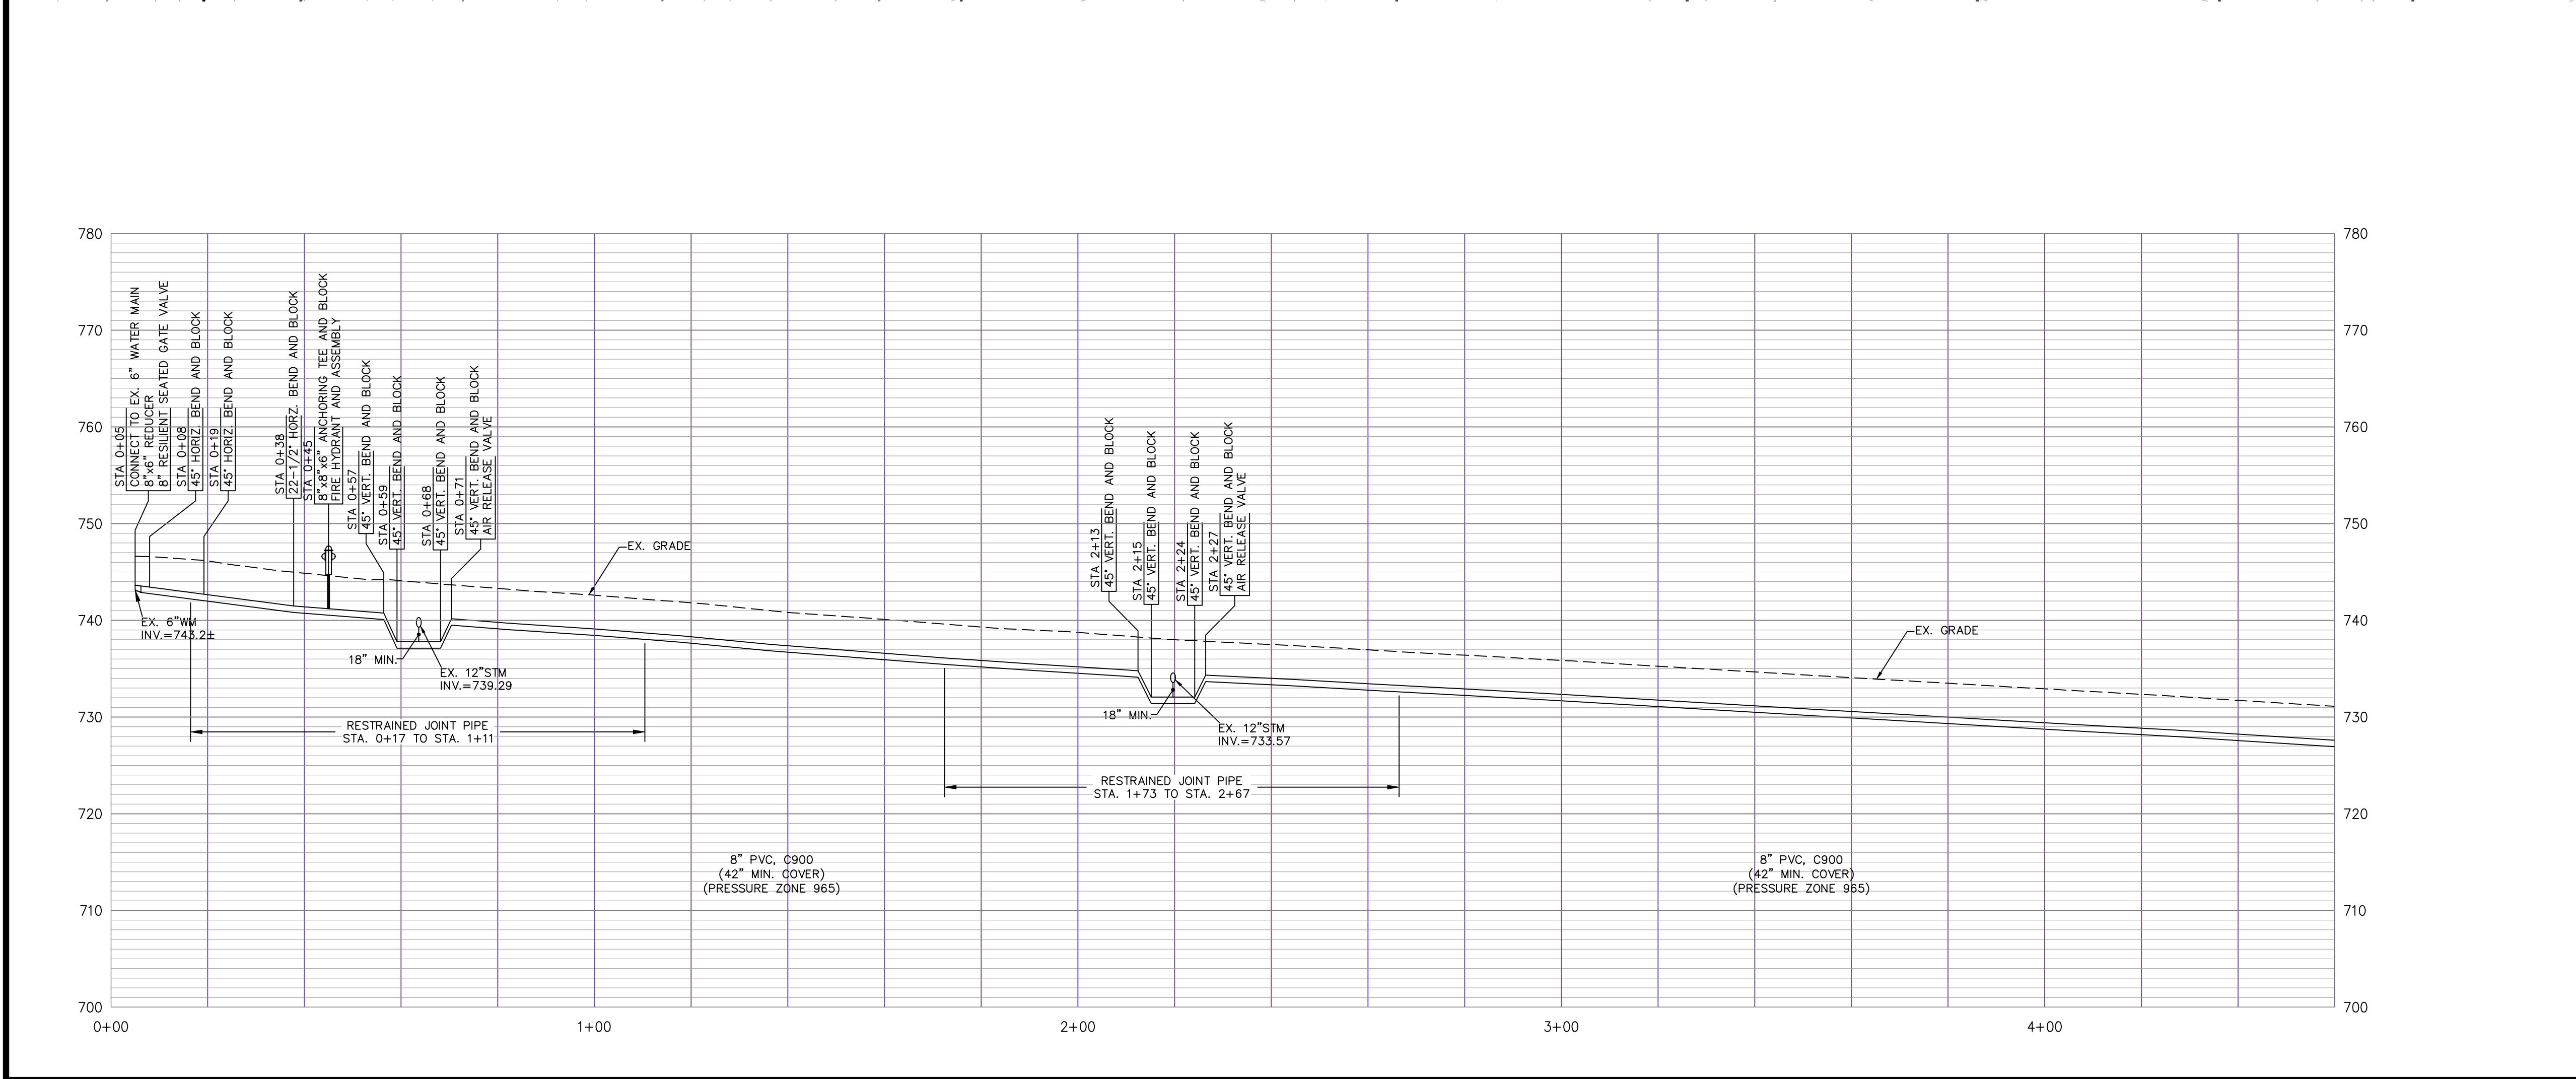 780
770
760
750
740
730
720
710
700
780
770
760
750
740
730
720
710
700
STA 0+05
CONNECT TO EX. 6" WATER MAIN
8"x6" REDUCER
8" RESILIENT SEATED GATE VALVE
STA 0+08
45° HORIZ. BEND AND BLOCK
STA 0+19
45° HORIZ. BEND AND BLOCK
STA 0+38
22-1/2° HORZ. BEND AND BLOCK
STA 0+45
8"x8"x6" ANCHORING TEE AND BLOCK
FIRE HYDRANT AND ASSEMBLY
STA 0+57
45° VERT. BEND AND BLOCK
STA 0+59
45° VERT. BEND AND BLOCK
STA 0+68
45° VERT. BEND AND BLOCK
STA 0+71
45° VERT. BEND AND BLOCK
AIR RELEASE VALVE
EX. GRADE
EX. 6"WM
INV.=743.2±
18" MIN.
EX. 12"STM
INV.=739.29
RESTRAINED JOINT PIPE
STA. 0+17 TO STA. 1+11
STA 2+13
45° VERT. BEND AND BLOCK
STA 2+15
45° VERT. BEND AND BLOCK
STA 2+24
45° VERT. BEND AND BLOCK
STA 2+27
45° VERT. BEND AND BLOCK
AIR RELEASE VALVE
18" MIN.
EX. 12"STM
INV.=733.57
RESTRAINED JOINT PIPE
STA. 1+73 TO STA. 2+67
EX. GRADE
8" PVC, C900
(42" MIN. COVER)
(PRESSURE ZONE 965)
8" PVC, C900
(42" MIN. COVER)
(PRESSURE ZONE 965)
0+00
1+00
2+00
3+00
4+00